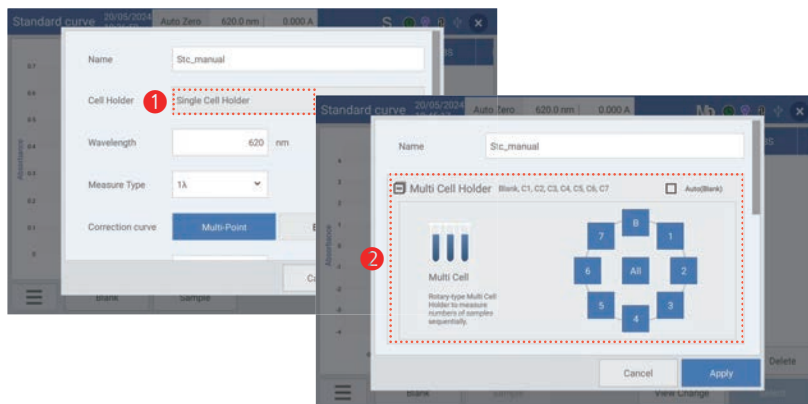 Standard curve 20/05/2024 Auto Zero 620.0 nm 0.000 A S
Name Stc_manual
Cell Holder 1 Single Cell Holder
Wavelength 620 nm
Measure Type 1λ
Correction curve Multi-Point
Absorbance
Blank Sample
Standard curve 20/05/2024 Auto Zero 620.0 nm 0.000 A
Name Stc_manual
Multi Cell Holder Blank, C1, C2, C3, C4, C5, C6, C7 Auto(Blank)
2
B
7 1
6 All 2
5 3
4
Multi Cell
Rotary-type Multi Cell
Holder to measure
numbers of samples
sequentially.
Absorbance
Cancel Apply
Delete
Blank Sample View Change